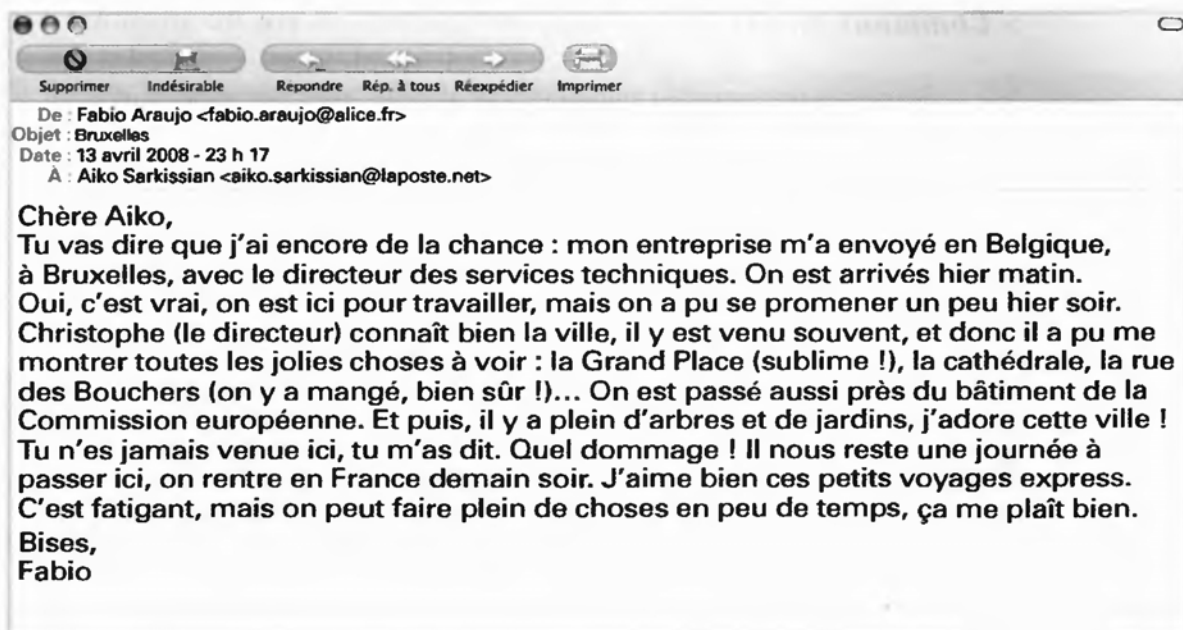 Supprimer Indésirable Répondre Rép. à tous Réexpédier Imprimer
De : Fabio Araujo <fabio.araujo@alice.fr>
Objet : Bruxelles
Date : 13 avril 2008 - 23 h 17
À : Aiko Sarkissian <aiko.sarkissian@laposte.net>
Chère Aiko,
Tu vas dire que j'ai encore de la chance : mon entreprise m'a envoyé en Belgique,
à Bruxelles, avec le directeur des services techniques. On est arrivés hier matin.
Oui, c'est vrai, on est ici pour travailler, mais on a pu se promener un peu hier soir.
Christophe (le directeur) connaît bien la ville, il y est venu souvent, et donc il a pu me
montrer toutes les jolies choses à voir : la Grand Place (sublime !), la cathédrale, la rue
des Bouchers (on y a mangé, bien sûr !)... On est passé aussi près du bâtiment de la
Commission européenne. Et puis, il y a plein d'arbres et de jardins, j'adore cette ville !
Tu n'es jamais venue ici, tu m'as dit. Quel dommage ! Il nous reste une journée à
passer ici, on rentre en France demain soir. J'aime bien ces petits voyages express.
C'est fatigant, mais on peut faire plein de choses en peu de temps, ça me plaît bien.
Bises,
Fabio